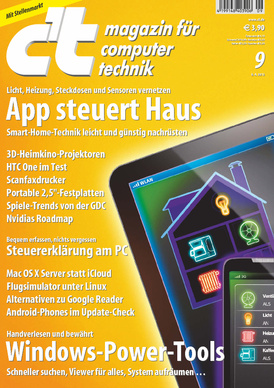 Mit Stellenmarkt
c't
magazin für
computer
technik
€ 3,90
9
Licht, Heizung, Steckdosen und Sensoren vernetzen
App steuert Haus
Smart-Home-Technik leicht und günstig nachrüsten
3D-Heimkino-Projektoren
HTC One im Test
Scanfaxdrucker
Portable 2,5"-Festplatten
Spiele-Trends von der GDC
Nvidias Roadmap
WLAN
Bequem erfassen, nichts vergessen
Steuererklärung am PC
Mac OS X Server statt iCloud
Flugsimulator unter Linux
Alternativen zu Google Reader
Android-Phones im Update-Check
Licht
Handverlesen und bewährt
Windows-Power-Tools
Schneller suchen, Viewer für alles, System aufräumen …